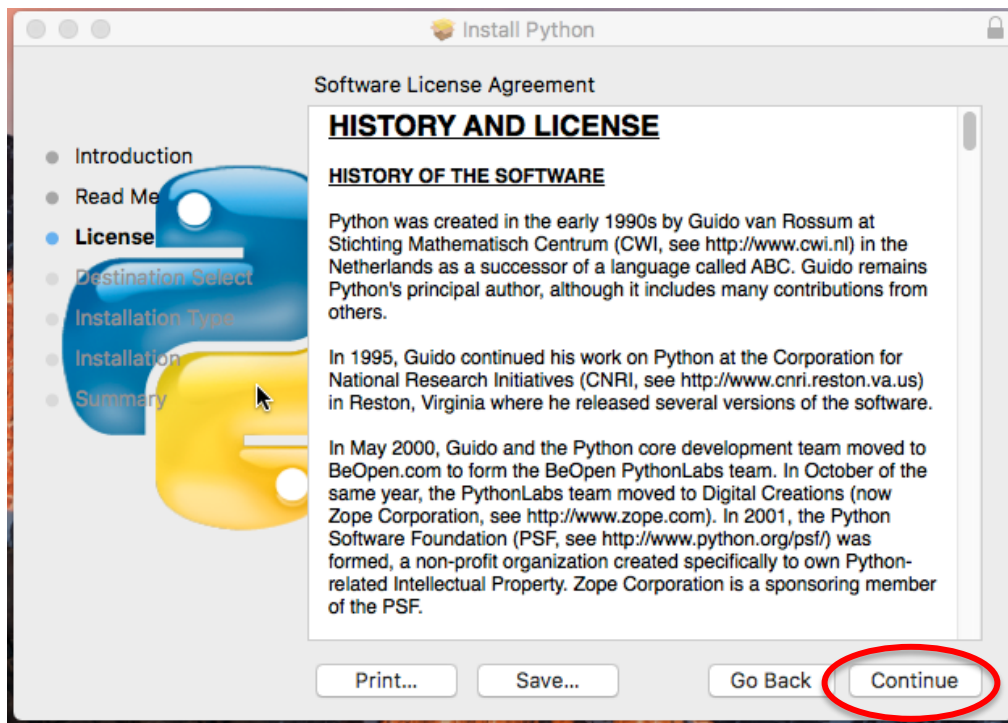 Install Python
Software License Agreement
Introduction
Read Me
License
Destination Select
Installation Type
Installation
Summary
HISTORY AND LICENSE
HISTORY OF THE SOFTWARE
Python was created in the early 1990s by Guido van Rossum at
Stichting Mathematisch Centrum (CWI, see http://www.cwi.nl) in the
Netherlands as a successor of a language called ABC. Guido remains
Python's principal author, although it includes many contributions from
others.
In 1995, Guido continued his work on Python at the Corporation for
National Research Initiatives (CNRI, see http://www.cnri.reston.va.us)
in Reston, Virginia where he released several versions of the software.
In May 2000, Guido and the Python core development team moved to
BeOpen.com to form the BeOpen PythonLabs team. In October of the
same year, the PythonLabs team moved to Digital Creations (now
Zope Corporation, see http://www.zope.com). In 2001, the Python
Software Foundation (PSF, see http://www.python.org/psf/) was
formed, a non-profit organization created specifically to own Python-
related Intellectual Property. Zope Corporation is a sponsoring member
of the PSF.
Print...
Save...
Go Back
Continue